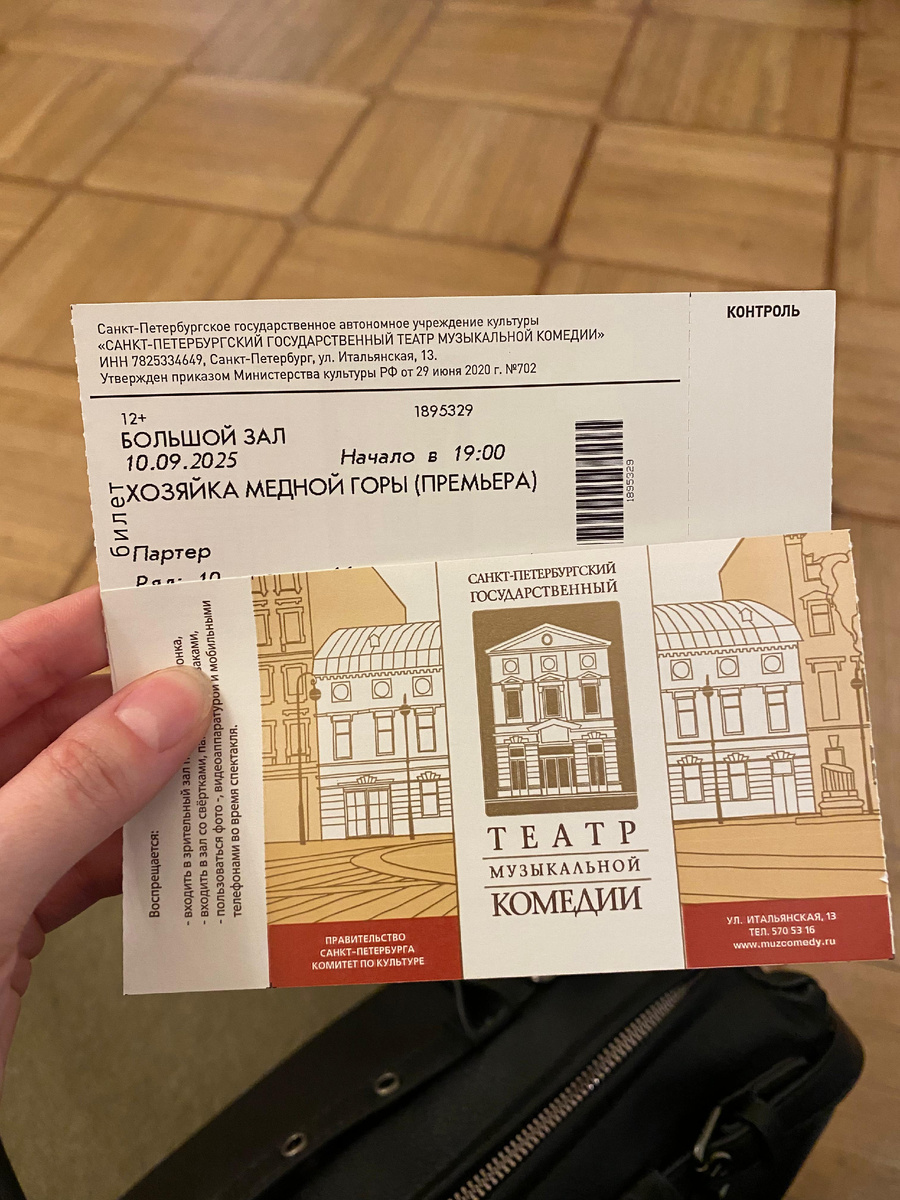 Санкт-Петербургское государственное автономное учреждение культуры
«САНКТ-ПЕТЕРБУРГСКИЙ ГОСУДАРСТВЕННЫЙ ТЕАТР МУЗЫКАЛЬНОЙ КОМЕДИИ»
ИНН 7825334649, Санкт-Петербург, ул. Итальянская, 13.
Утвержден приказом Министерства культуры РФ от 29 июня 2020 г. №702
КОНТРОЛЬ
12+
1895329
БОЛЬШОЙ ЗАЛ
10.09.2025
Начало в 19:00
ХОЗЯЙКА МЕДНОЙ ГОРЫ (ПРЕМЬЕРА)
билет
1895329
Партер
Ряд: 10
Воспрещается:
- входить в зрительный зал
- входить в зал со свёртками,
- пользоваться фото -, видеоаппаратурой и мобильными
телефонами во время спектакля.
САНКТ-ПЕТЕРБУРГСКИЙ
ГОСУДАРСТВЕННЫЙ
ТЕАТР
МУЗЫКАЛЬНОЙ
КОМЕДИИ
ПРАВИТЕЛЬСТВО
САНКТ-ПЕТЕРБУРГА
КОМИТЕТ ПО КУЛЬТУРЕ
УЛ. ИТАЛЬЯНСКАЯ, 13
ТЕЛ. 570 53 16
www.muzcomedy.ru